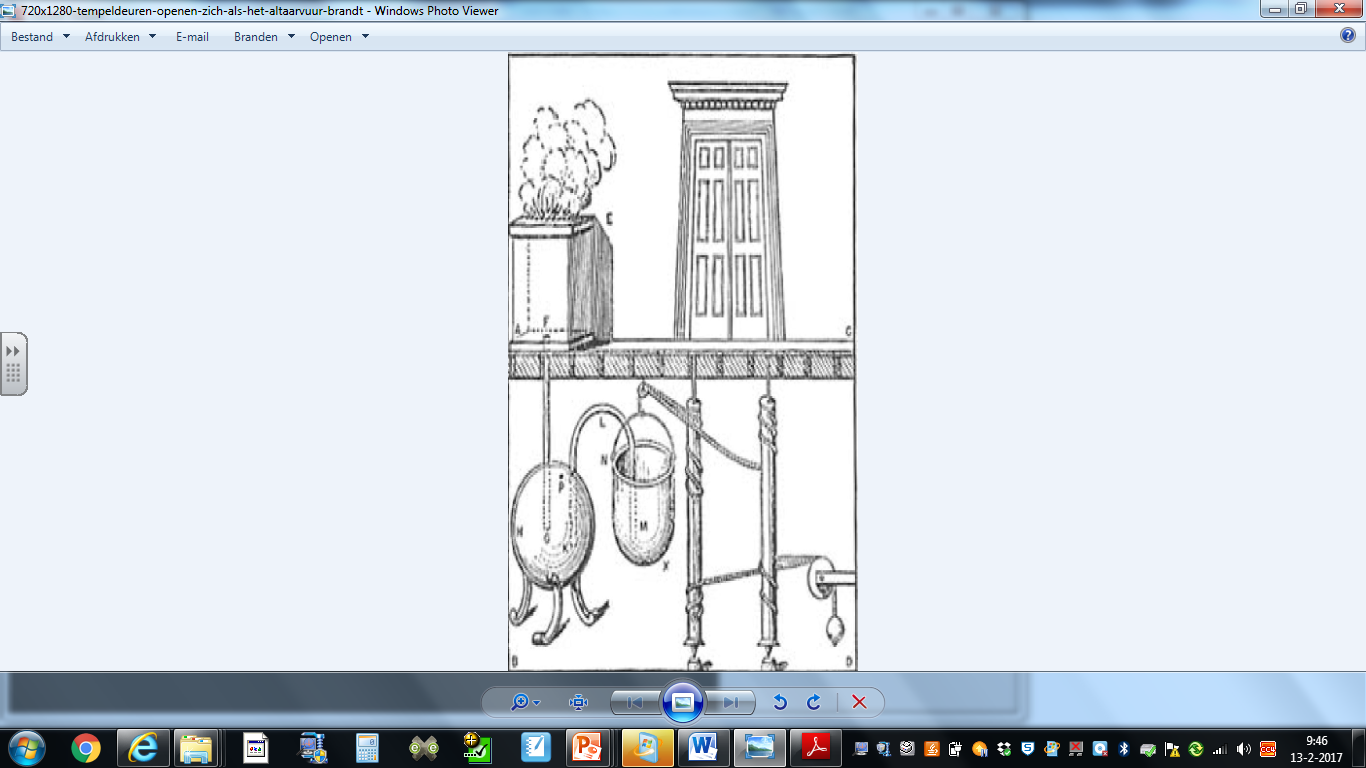 720x1280-tempeldeuren-openen-zich-als-het-altaarvuur-brandt - Windows Photo Viewer
Bestand Afdrukken E-mail Branden Openen
E
A F C
L
N
P
H G K M
X
B D
9:46
13-2-2017